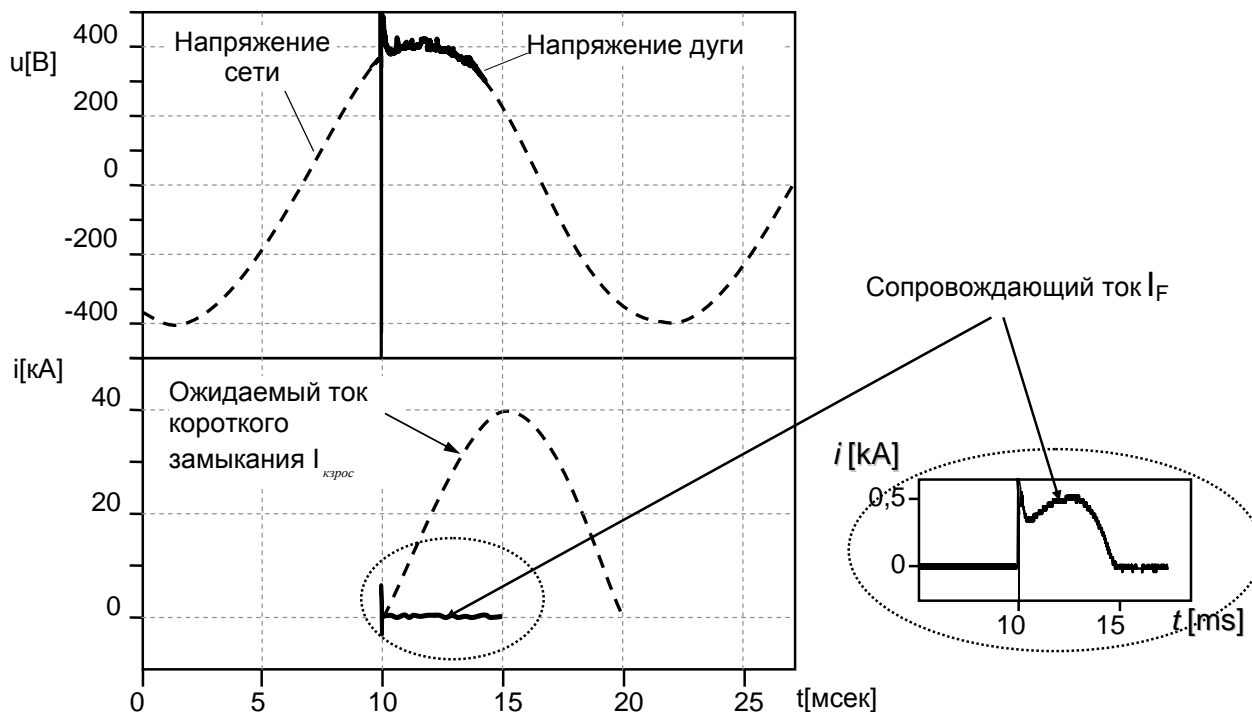 400
u[В]
200
0
-200
-400
Напряжение
сети
Напряжение дуги
Сопровождающий ток I_F
i[кА]
40
20
0
Ожидаемый ток
короткого
замыкания I кзрос
0 5 10 15 20 25 t[мсек]
i [kA]
0,5
0
10 15 t. [ms]